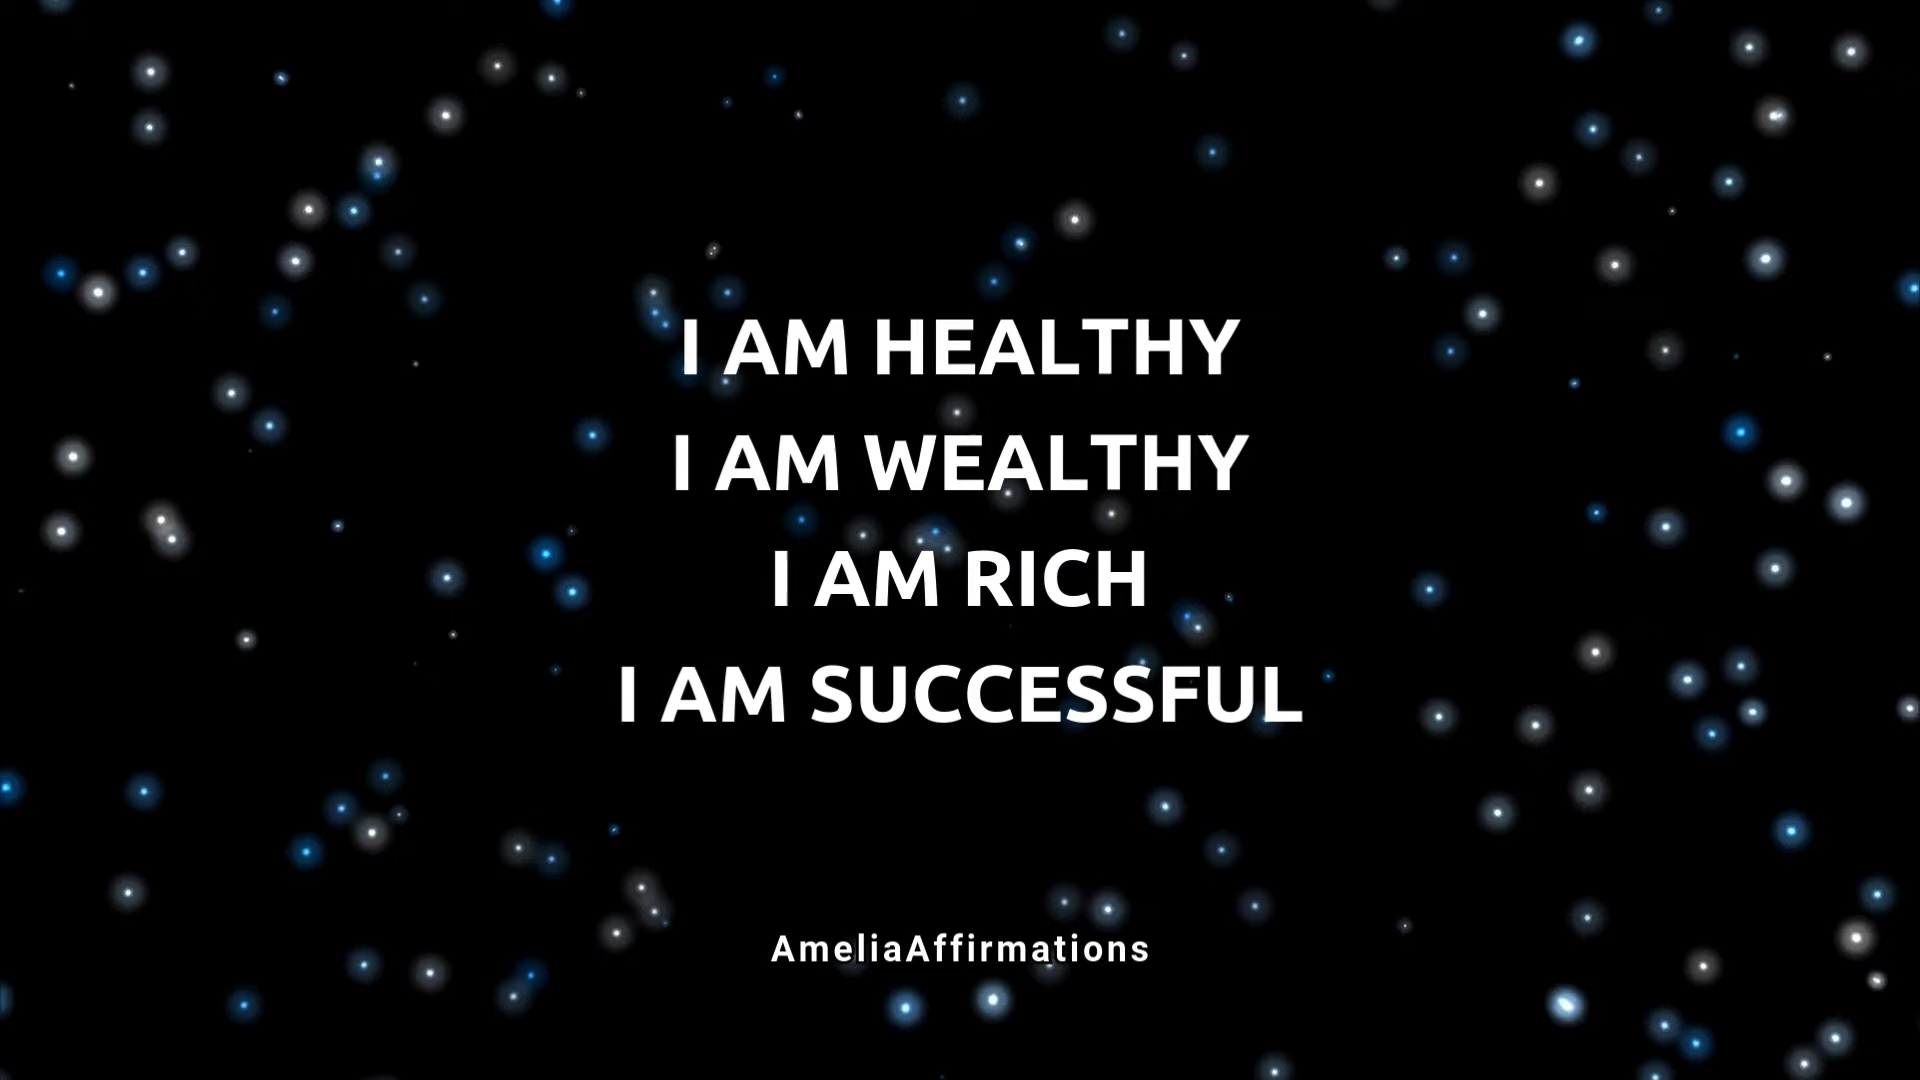 I AM HEALTHY
I AM WEALTHY
I AM RICH
I AM SUCCESSFUL
AmeliaAffirmations